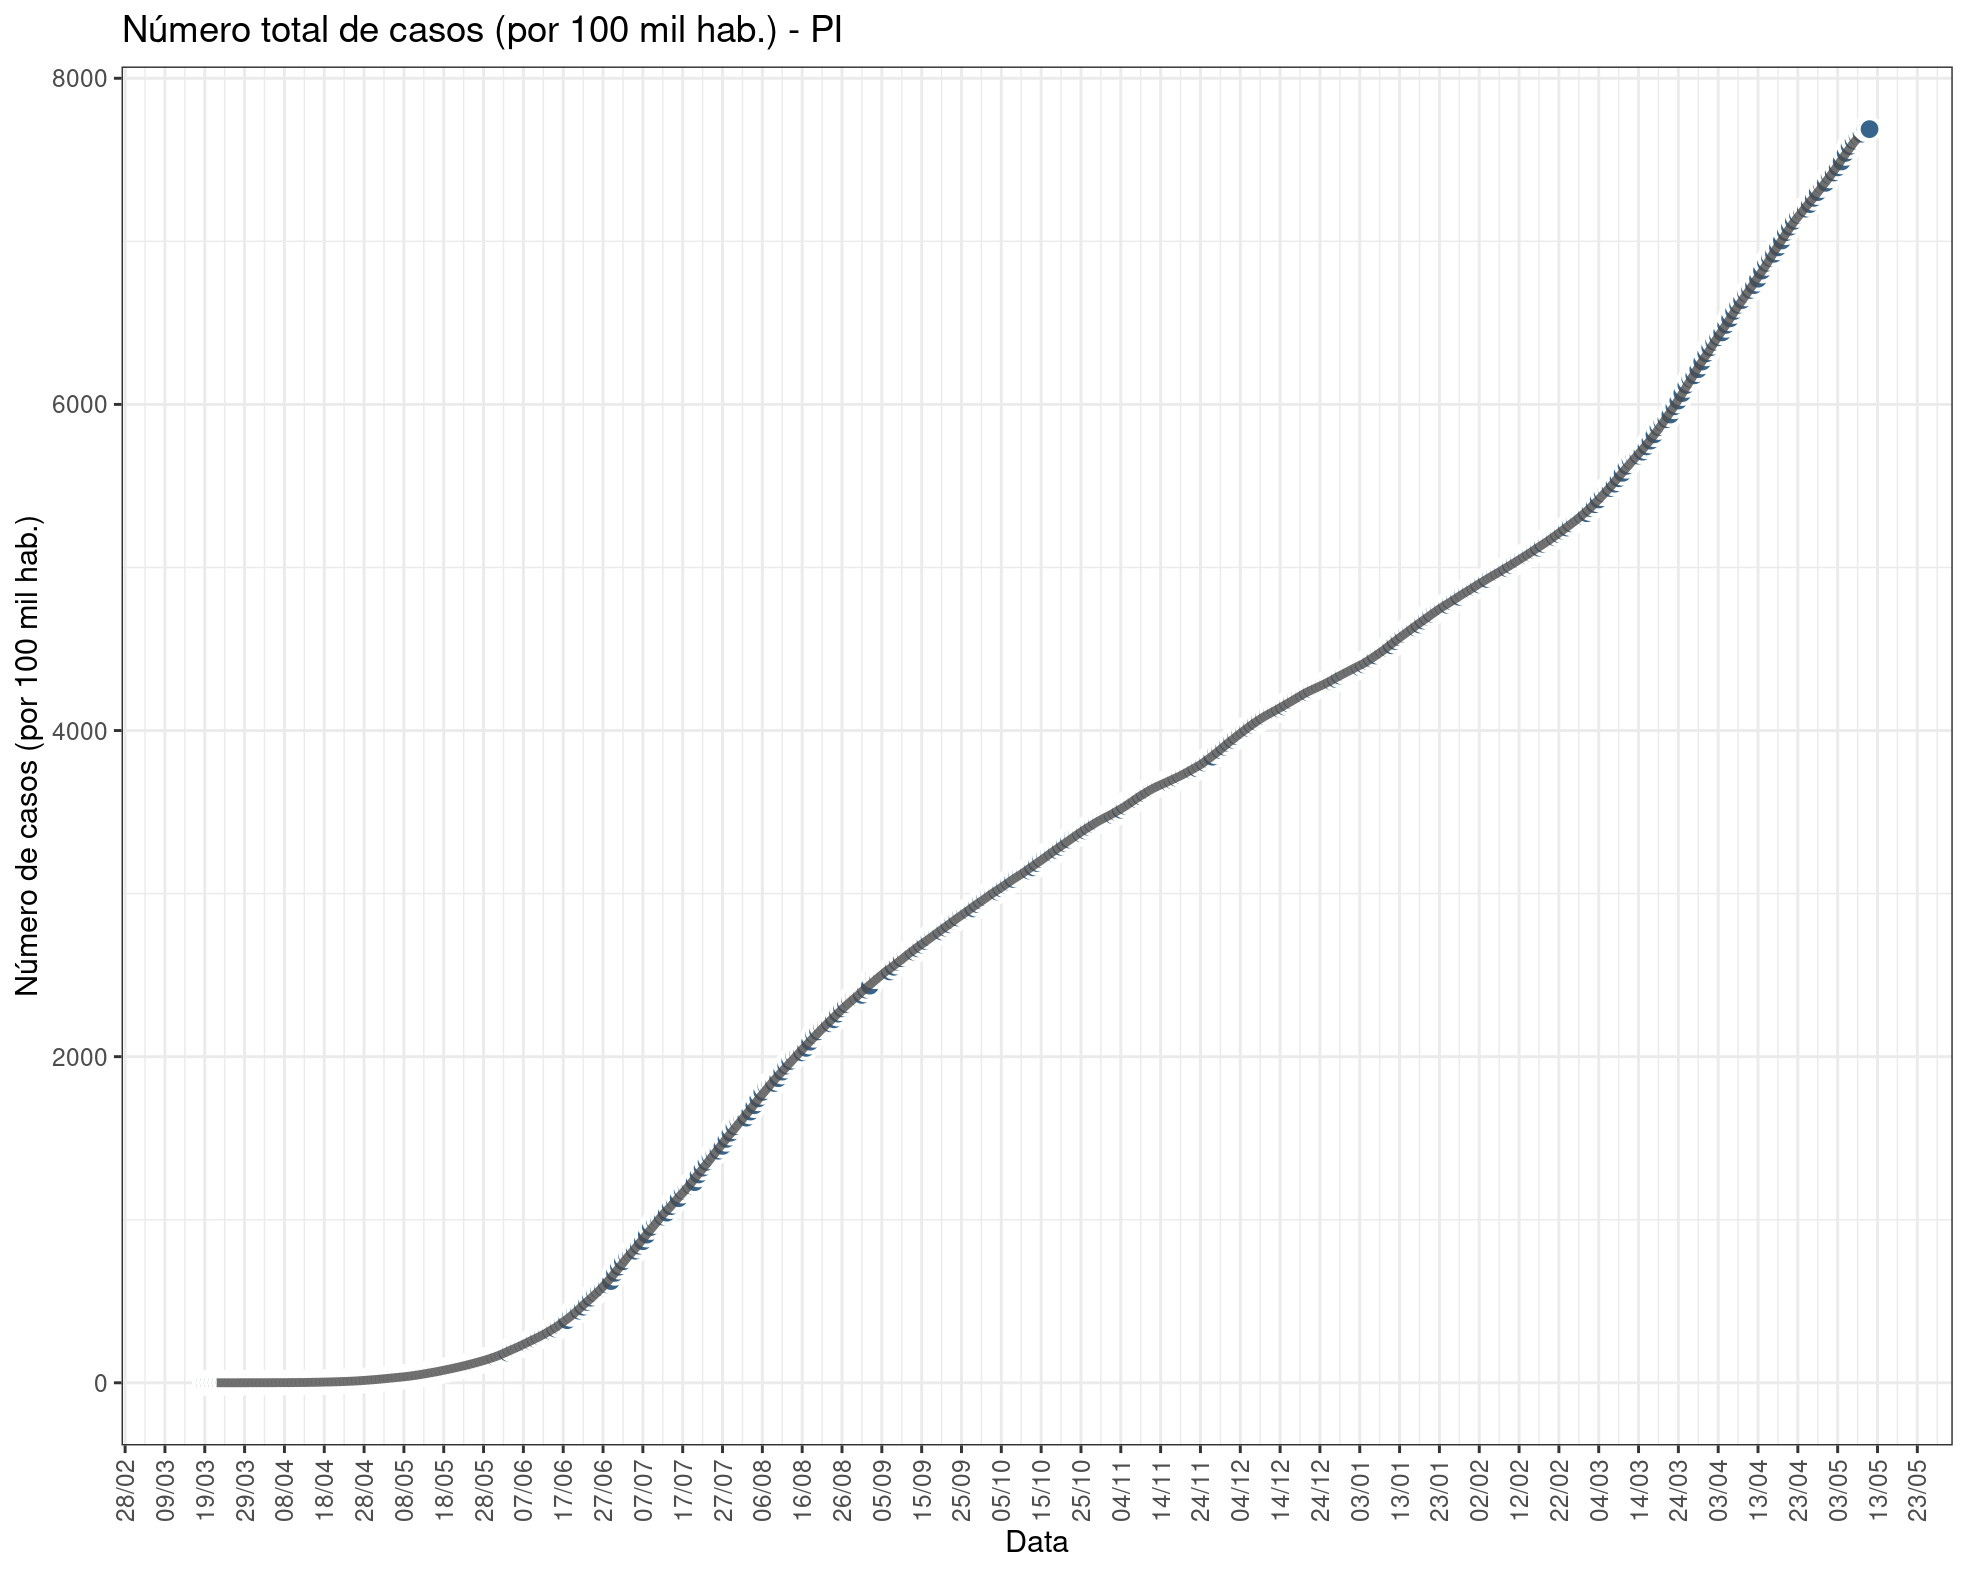 Número total de casos (por 100 mil hab.) - PI
Número de casos (por 100 mil hab.)
8000
6000
4000
2000
0
28/02 09/03 19/03 29/03 08/04 18/04 28/04 08/05 18/05 28/05 07/06 17/06 27/06 07/07 17/07 27/07 06/08 16/08 26/08 05/09 15/09 25/09 05/10 15/10 25/10 04/11 14/11 24/11 04/12 14/12 24/12 03/01 13/01 23/01 02/02 12/02 22/02 04/03 14/03 24/03 03/04 13/04 23/04 03/05 13/05 23/05
Data